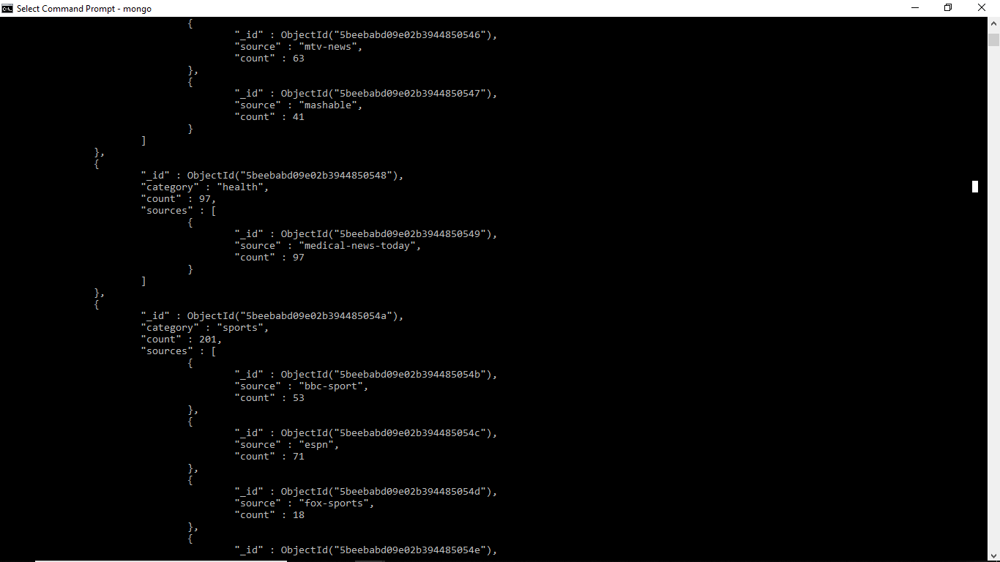 Select Command Prompt - mongo
{
"_id" : ObjectId("5beebabd09e02b3944850546"),
"source" : "mtv-news",
"count" : 63
},
{
"_id" : ObjectId("5beebabd09e02b3944850547"),
"source" : "mashable",
"count" : 41
}
]
},
{
"_id" : ObjectId("5beebabd09e02b3944850548"),
"category" : "health",
"count" : 97,
"sources" : [
{
"_id" : ObjectId("5beebabd09e02b3944850549"),
"source" : "medical-news-today",
"count" : 97
}
]
},
{
"_id" : ObjectId("5beebabd09e02b394485054a"),
"category" : "sports",
"count" : 201,
"sources" : [
{
"_id" : ObjectId("5beebabd09e02b394485054b"),
"source" : "bbc-sport",
"count" : 53
},
{
"_id" : ObjectId("5beebabd09e02b394485054c"),
"source" : "espn",
"count" : 71
},
{
"_id" : ObjectId("5beebabd09e02b394485054d"),
"source" : "fox-sports",
"count" : 18
},
{
"_id" : ObjectId("5beebabd09e02b394485054e"),